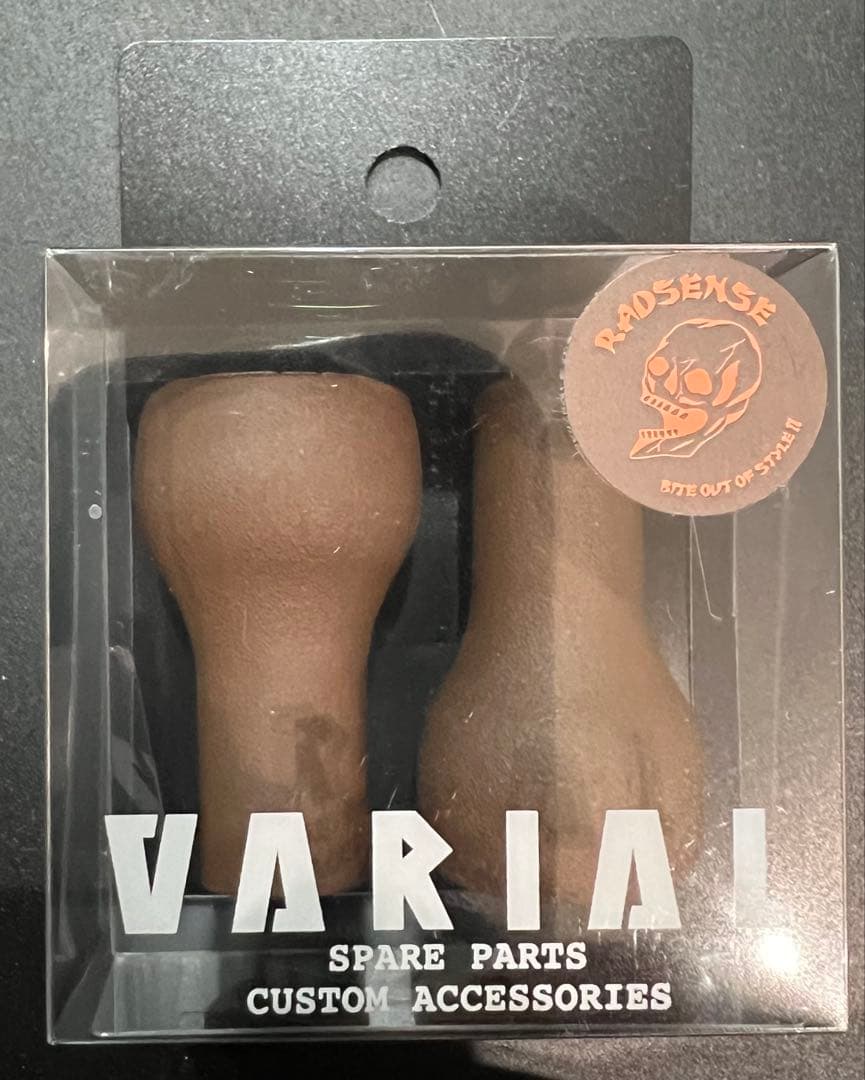 RADSENSE
BITE OUT OF STYLE !!
VARIAL
SPARE PARTS
CUSTOM ACCESSORIES